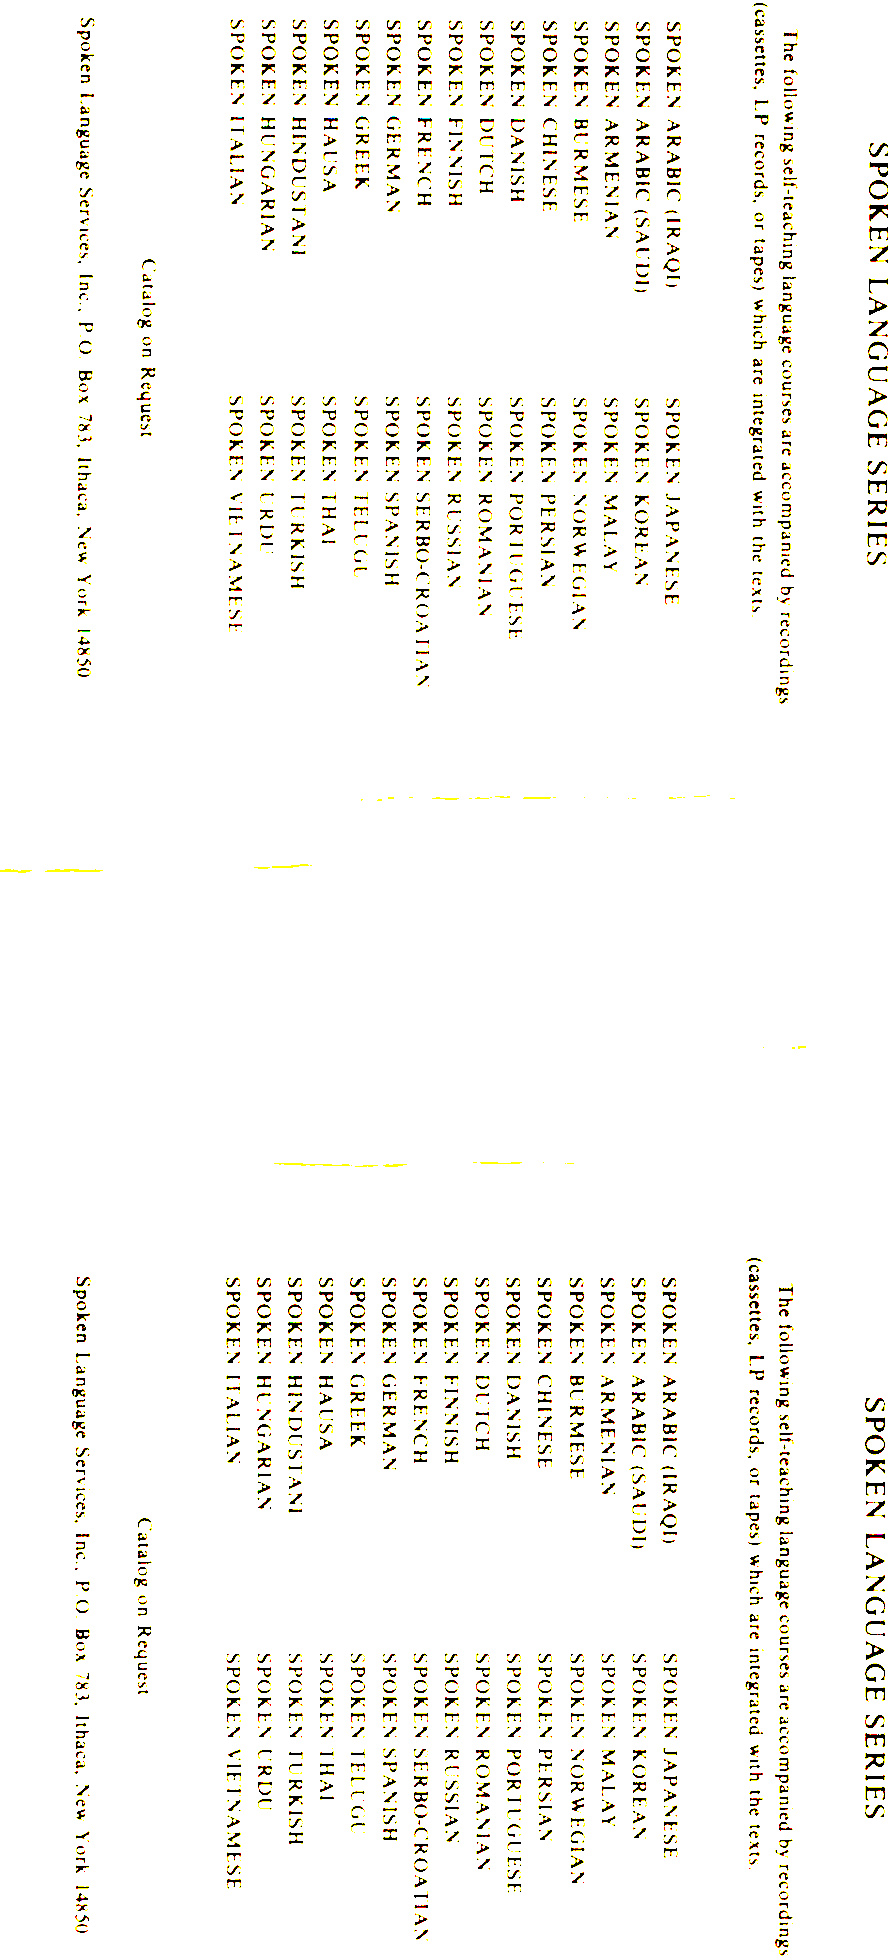 SPOKEN LANGUAGE SERIES
The following self-teaching language courses are accompanied by recordings
(cassettes, LP records, or tapes) which are integrated with the texts.
SPOKEN ARABIC (IRAQI)
SPOKEN ARABIC (SAUDI)
SPOKEN ARMENIAN
SPOKEN BURMESE
SPOKEN CHINESE
SPOKEN DANISH
SPOKEN DUTCH
SPOKEN FINNISH
SPOKEN FRENCH
SPOKEN GERMAN
SPOKEN GREEK
SPOKEN HAUSA
SPOKEN HINDUSTANI
SPOKEN HUNGARIAN
SPOKEN ITALIAN
SPOKEN JAPANESE
SPOKEN KOREAN
SPOKEN MALAY
SPOKEN NORWEGIAN
SPOKEN PERSIAN
SPOKEN PORTUGUESE
SPOKEN ROMANIAN
SPOKEN RUSSIAN
SPOKEN SERBO-CROATIAN
SPOKEN SPANISH
SPOKEN TELUGU
SPOKEN THAI
SPOKEN TURKISH
SPOKEN URDU
SPOKEN VIETNAMESE
Catalog on Request
Spoken Language Services, Inc., P.O. Box 783, Ithaca, New York 14850
SPOKEN LANGUAGE SERIES
The following self-teaching language courses are accompanied by recordings
(cassettes, LP records, or tapes) which are integrated with the texts.
SPOKEN ARABIC (IRAQI)
SPOKEN ARABIC (SAUDI)
SPOKEN ARMENIAN
SPOKEN BURMESE
SPOKEN CHINESE
SPOKEN DANISH
SPOKEN DUTCH
SPOKEN FINNISH
SPOKEN FRENCH
SPOKEN GERMAN
SPOKEN GREEK
SPOKEN HAUSA
SPOKEN HINDUSTANI
SPOKEN HUNGARIAN
SPOKEN ITALIAN
SPOKEN JAPANESE
SPOKEN KOREAN
SPOKEN MALAY
SPOKEN NORWEGIAN
SPOKEN PERSIAN
SPOKEN PORTUGUESE
SPOKEN ROMANIAN
SPOKEN RUSSIAN
SPOKEN SERBO-CROATIAN
SPOKEN SPANISH
SPOKEN TELUGU
SPOKEN THAI
SPOKEN TURKISH
SPOKEN URDU
SPOKEN VIETNAMESE
Catalog on Request
Spoken Language Services, Inc., P.O. Box 783, Ithaca, New York 14850